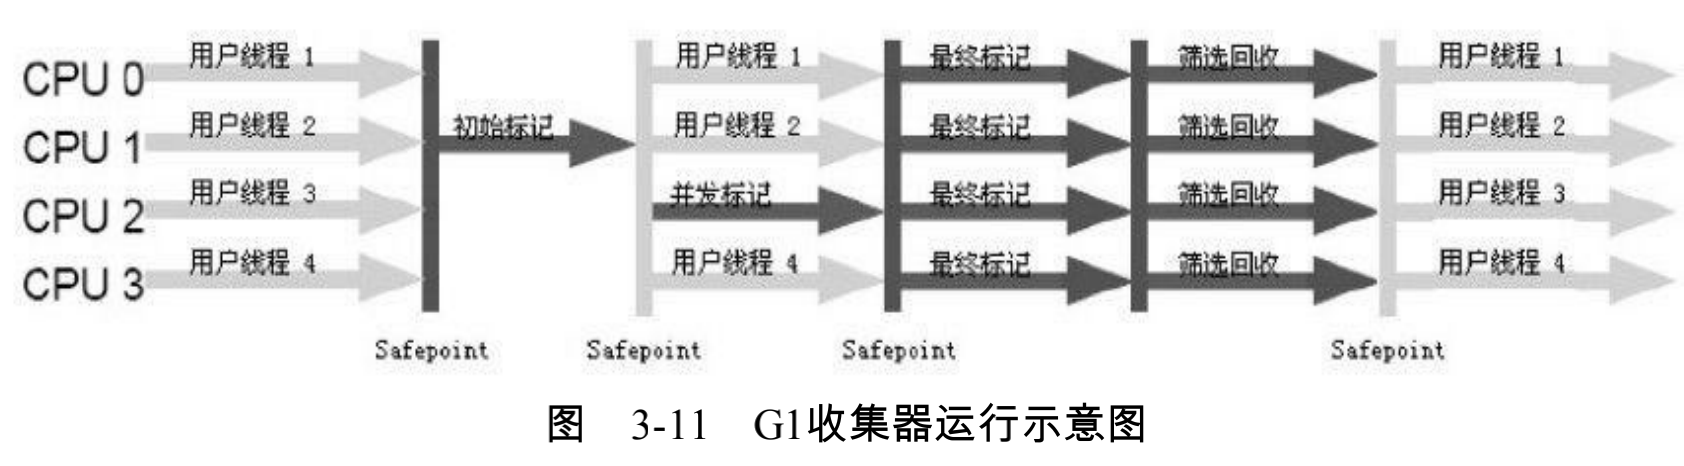 CPU 0 用户线程 1 用户线程 1 最终标记 筛选回收 用户线程 1
CPU 1 用户线程 2 初始标记 用户线程 2 最终标记 筛选回收 用户线程 2
CPU 2 用户线程 3 并发标记 最终标记 筛选回收 用户线程 3
CPU 3 用户线程 4 用户线程 4 最终标记 筛选回收 用户线程 4
Safepoint Safepoint Safepoint Safepoint
图 3-11 G1收集器运行示意图